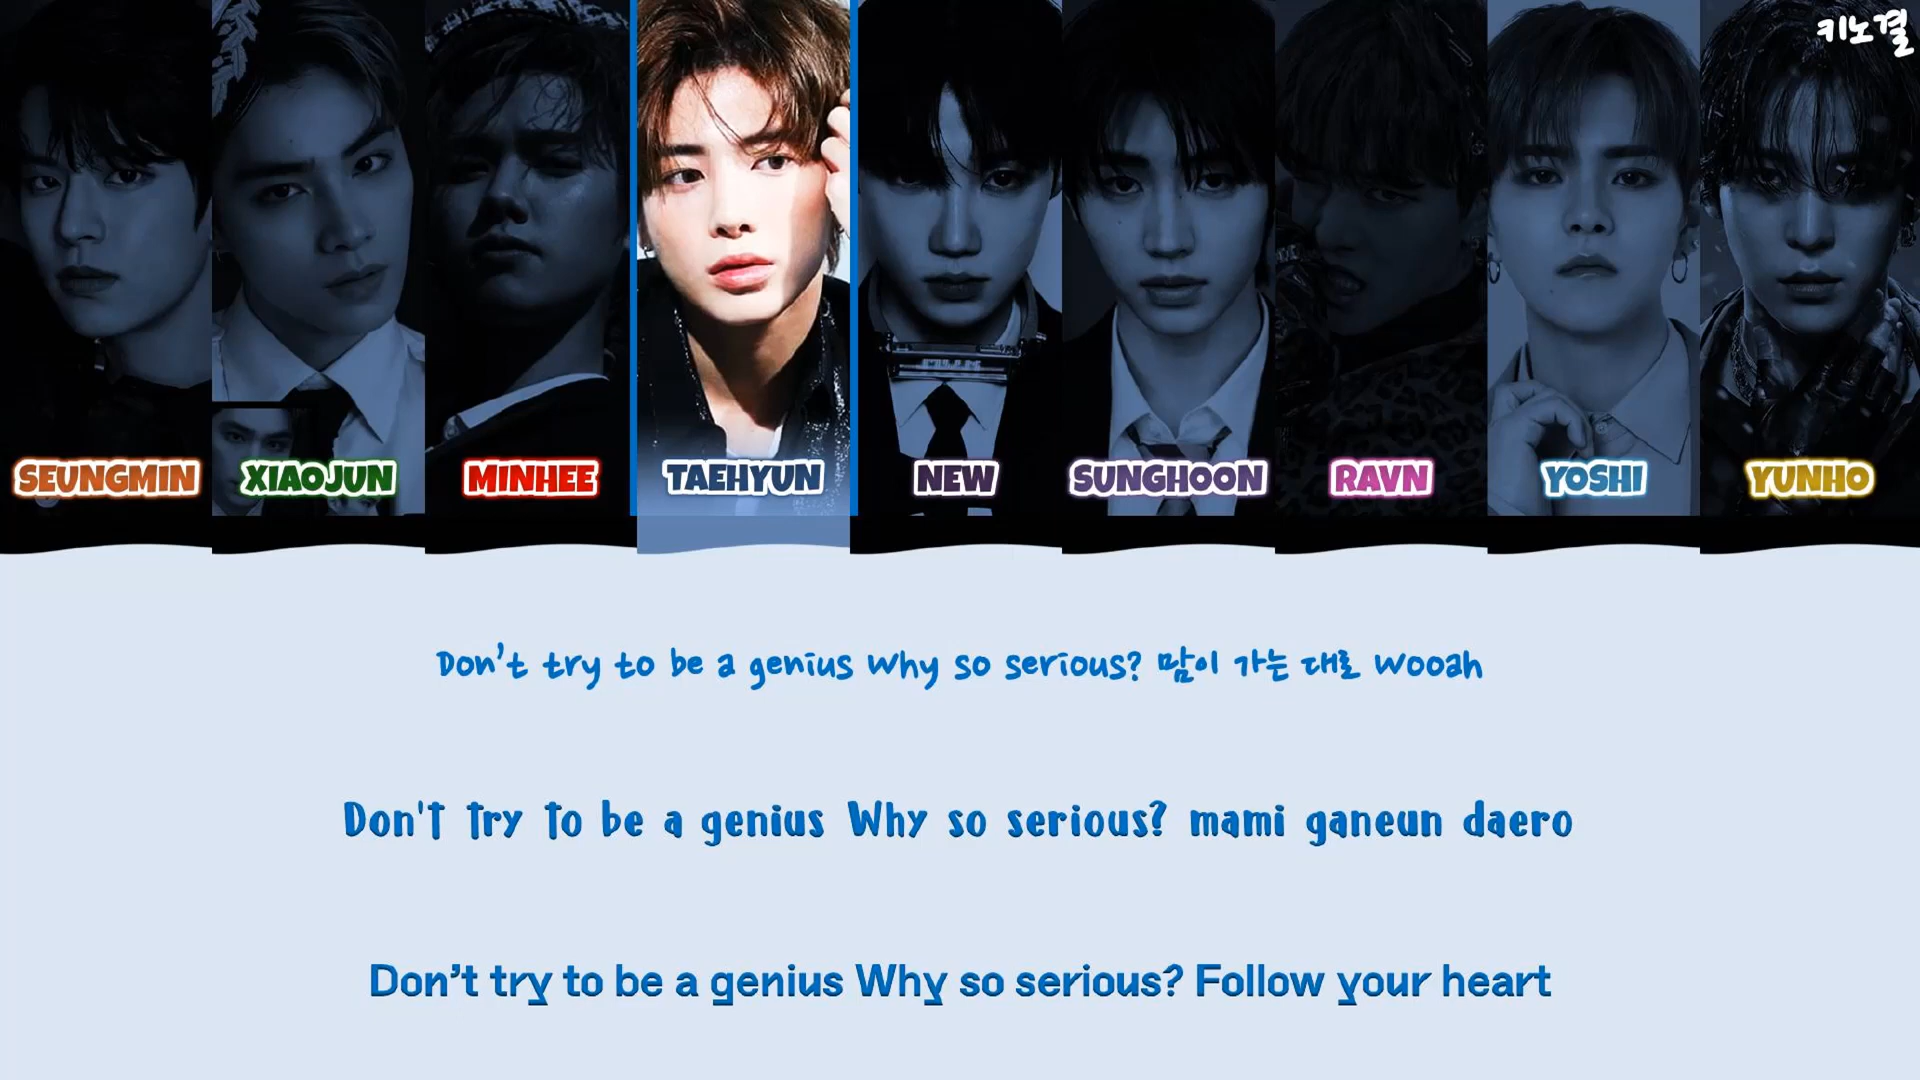 키노결
SEUNGMIN XIAOJUN MINHEE TAEHYUN NEW SUNGHOON RAVN YOSHI YUNHO
Don't try to be a genius Why so serious? 맘이 가는 대로 wooah
Don't try to be a genius Why so serious? mami ganeun daero
Don’t try to be a genius Why so serious? Follow your heart